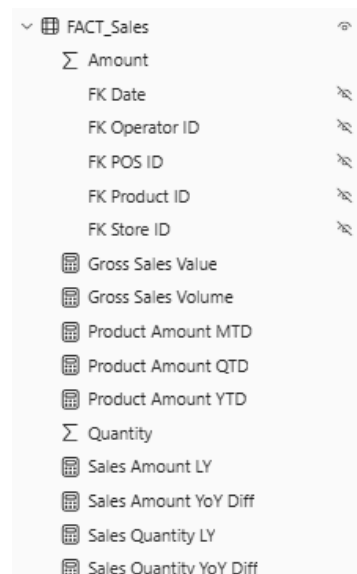 FACT_Sales
Amount
FK Date
FK Operator ID
FK POS ID
FK Product ID
FK Store ID
Gross Sales Value
Gross Sales Volume
Product Amount MTD
Product Amount QTD
Product Amount YTD
Quantity
Sales Amount LY
Sales Amount YoY Diff
Sales Quantity LY
Sales Quantity YoY Diff